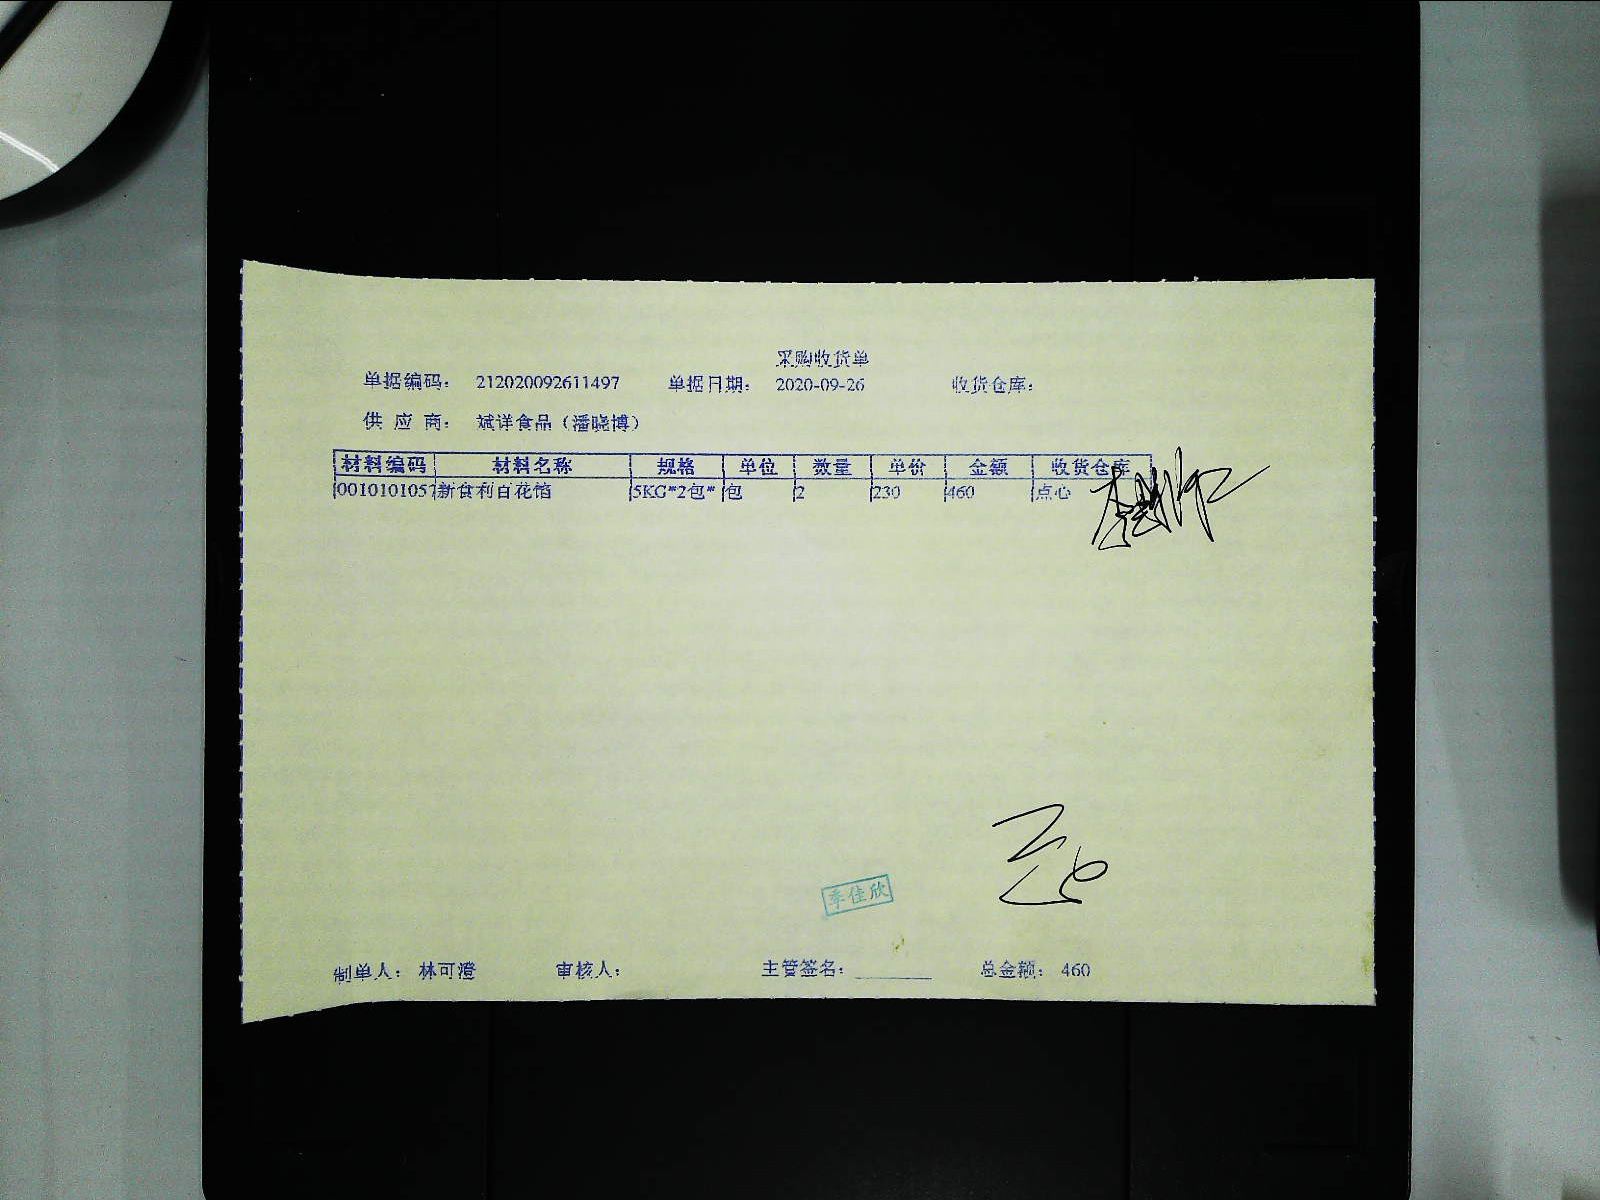 采购收货单
单据编码: 212020092611497 单据日期: 2020-09-26 收货仓库:
供 应 商: 斌洋食品（潘晓博）
材料编码 材料名称 规格 单位 数量 单价 金额 收货仓库
0010101057 新食利百花馅 5KG*2包* 包 2 230 460 点心
季佳欣
制单人: 林可澄 审核人: 主管签名: ________ 总金额: 460